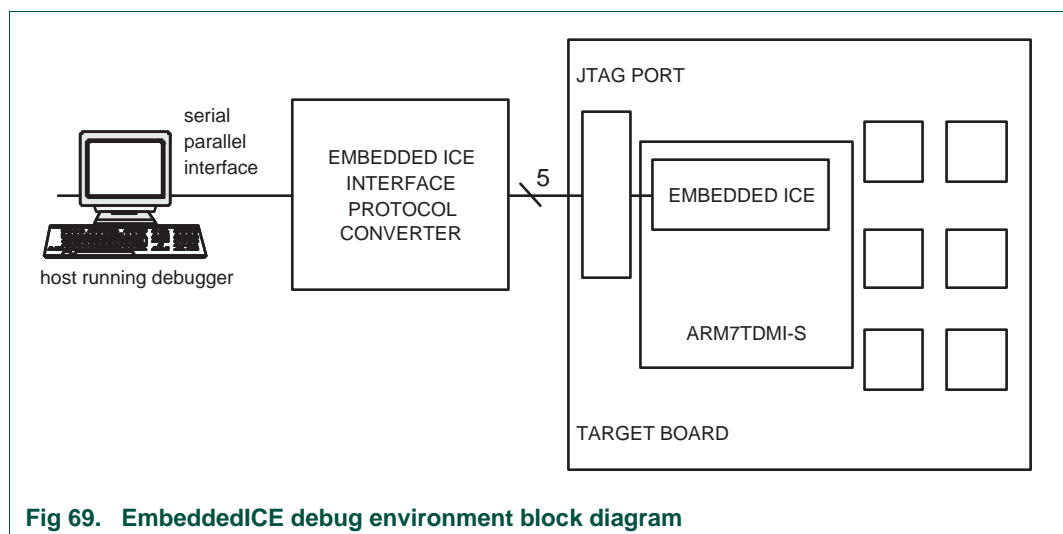 JTAG PORT
serial
parallel
interface
EMBEDDED ICE
INTERFACE
PROTOCOL
CONVERTER
5
EMBEDDED ICE
host running debugger
ARM7TDMI-S
TARGET BOARD
Fig 69. EmbeddedICE debug environment block diagram